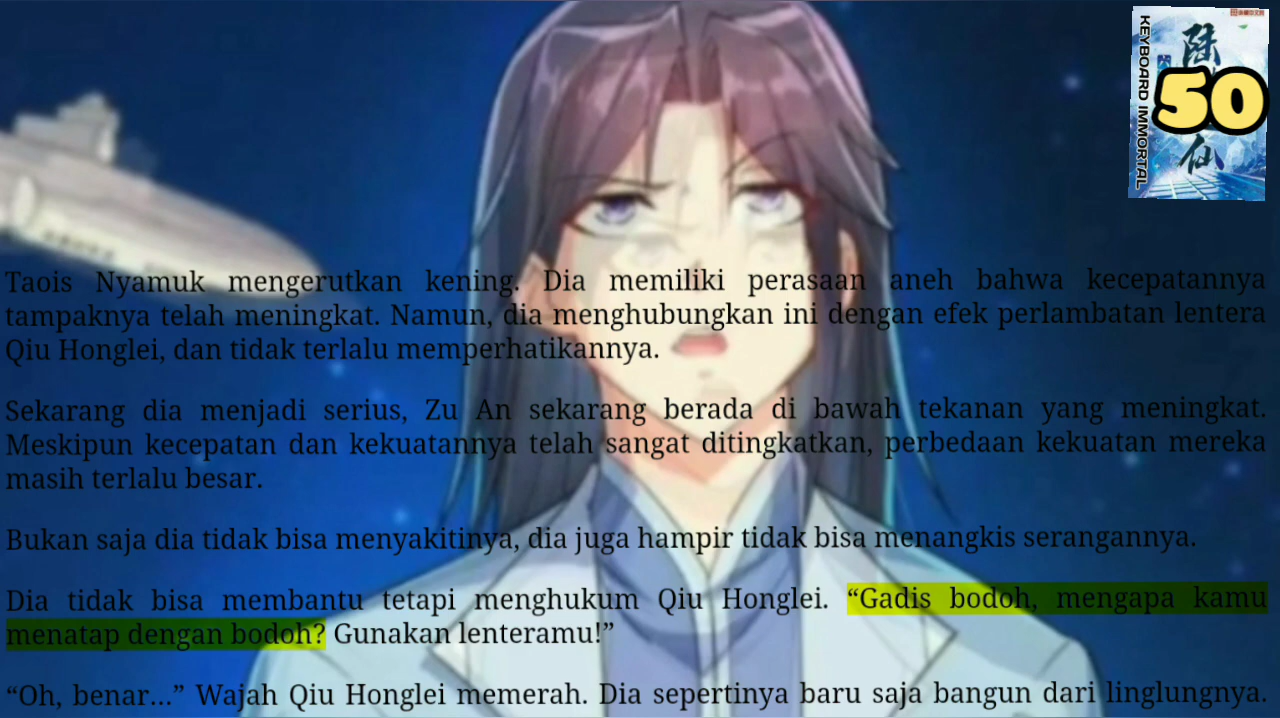 陆
仙
KEYBOARD IMMORTAL
50
Taois Nyamuk mengerutkan kening. Dia memiliki perasaan aneh bahwa kecepatannya
tampaknya telah meningkat. Namun, dia menghubungkan ini dengan efek perlambatan lentera
Qiu Honglei, dan tidak terlalu memperhatikannya.
Sekarang dia menjadi serius, Zu An sekarang berada di bawah tekanan yang meningkat.
Meskipun kecepatan dan kekuatannya telah sangat ditingkatkan, perbedaan kekuatan mereka
masih terlalu besar.
Bukan saja dia tidak bisa menyakitinya, dia juga hampir tidak bisa menangkis serangannya.
Dia tidak bisa membantu tetapi menghukum Qiu Honglei. “Gadis bodoh, mengapa kamu
menatap dengan bodoh? Gunakan lenteramu!”
“Oh, benar...” Wajah Qiu Honglei memerah. Dia sepertinya baru saja bangun dari linglungnya.